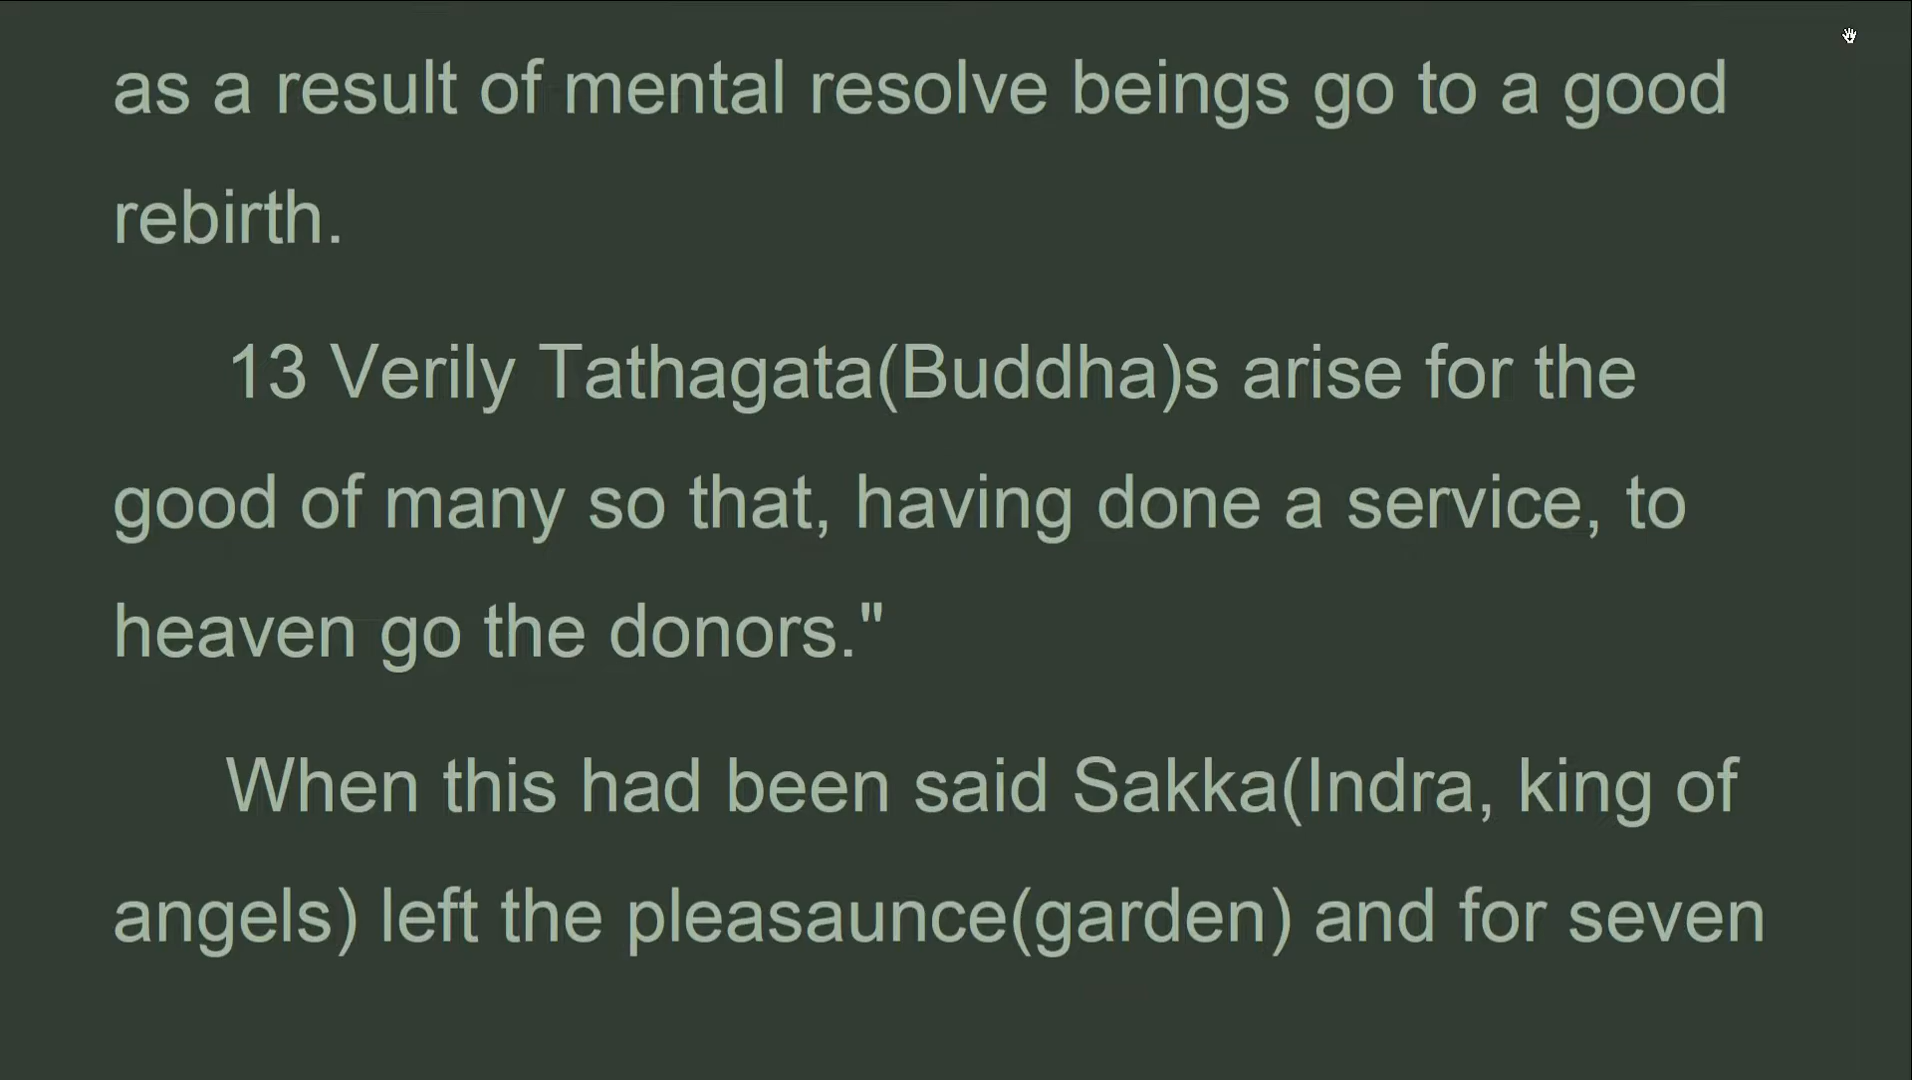 as a result of mental resolve beings go to a good
rebirth.
13 Verily Tathagata(Buddha)s arise for the
good of many so that, having done a service, to
heaven go the donors."
When this had been said Sakka(Indra, king of
angels) left the pleasaunce(garden) and for seven